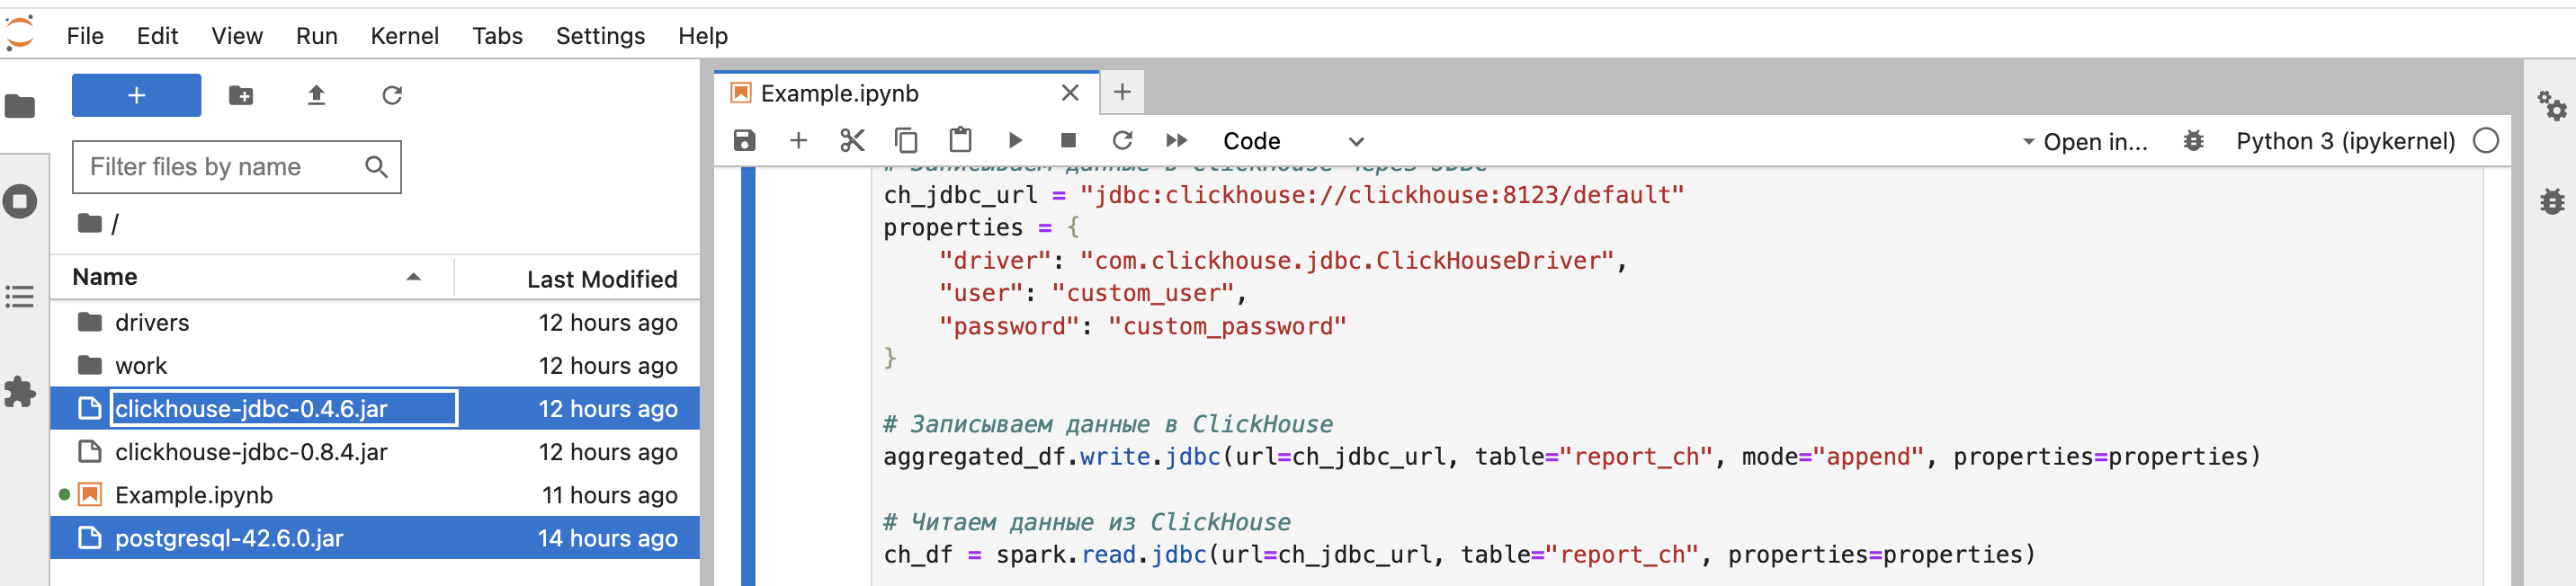 File Edit View Run Kernel Tabs Settings Help
+
Filter files by name
/
Name Last Modified
drivers 12 hours ago
work 12 hours ago
clickhouse-jdbc-0.4.6.jar 12 hours ago
clickhouse-jdbc-0.8.4.jar 12 hours ago
Example.ipynb 11 hours ago
postgresql-42.6.0.jar 14 hours ago
Example.ipynb
Code Open in... Python 3 (ipykernel)
# Записываем данные в ClickHouse через JDBC
ch_jdbc_url = "jdbc:clickhouse://clickhouse:8123/default"
properties = {
    "driver": "com.clickhouse.jdbc.ClickHouseDriver",
    "user": "custom_user",
    "password": "custom_password"
}
# Записываем данные в ClickHouse
aggregated_df.write.jdbc(url=ch_jdbc_url, table="report_ch", mode="append", properties=properties)
# Читаем данные из ClickHouse
ch_df = spark.read.jdbc(url=ch_jdbc_url, table="report_ch", properties=properties)